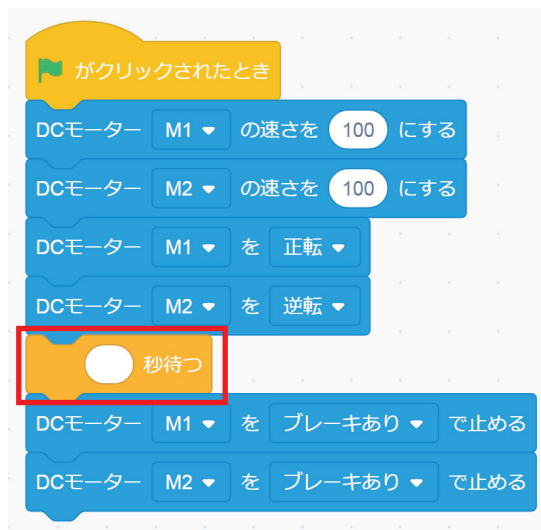 がクリックされたとき
DCモーター M1 の速さを 100 にする
DCモーター M2 の速さを 100 にする
DCモーター M1 を 正転
DCモーター M2 を 逆転
秒待つ
DCモーター M1 を ブレーキあり で止める
DCモーター M2 を ブレーキあり で止める